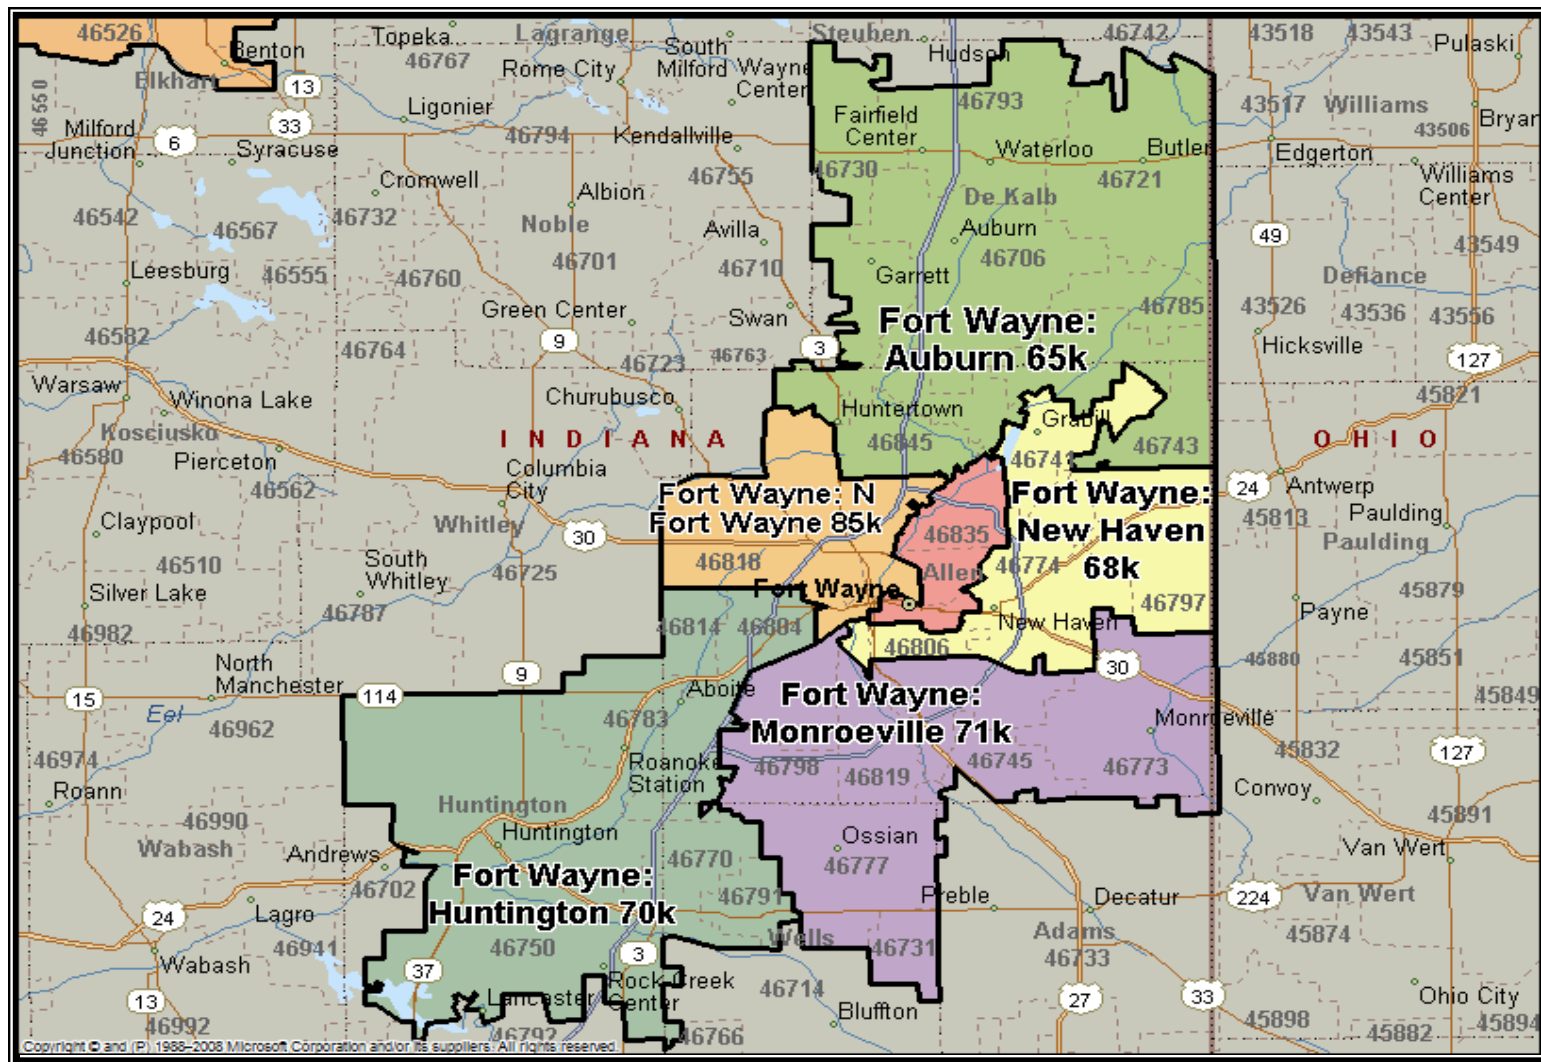 46526
Benton
Elkhart
13
33
46550
Milford
Junction
6
Syracuse
Topeka
46767
Lagrange
South
Milford
Rome City
Wayne
Center
Ligonier
46794
Kendallville
Steuben
Hudson
46742
46793
Fairfield
Center
Waterloo
Butler
46730
46721
De Kalb
43518
43543
Pulaski
43517
Williams
43506
Bryan
Edgerton
Williams
Center
46755
Cromwell
Albion
46542
46567
46732
Noble
Avilla
Auburn
46706
49
43549
Leesburg
46555
46760
46701
46710
Garrett
46785
Defiance
43526
43536
43556
Green Center
Swan
46582
46764
9
46723
46763
3
Fort Wayne:
Auburn 65k
Hicksville
127
Warsaw
Winona Lake
Churubusco
Huntertown
Grabill
45821
Kosciusko
46580
Pierceton
INDIANA
46845
46741
46743
OHIO
46562
Columbia
City
Fort Wayne: N
Fort Wayne 85k
Fort Wayne:
New Haven
68k
24
Antwerp
45813
Paulding
Paulding
Claypool
Whitley
30
46835
46510
South
Whitley
46725
46818
Allen
46774
Silver Lake
46787
Fort Wayne
46797
45879
Payne
46982
46814
46804
46806
New Haven
North
Manchester
9
30
45880
45851
15
114
Aboite
Fort Wayne:
Monroeville 71k
45849
Eel
46962
46783
Monroeville
46974
Roanoke
Station
46798
46819
46745
46773
45832
127
Roann
Huntington
Convoy
46990
Wabash
Huntington
Ossian
45891
Andrews
46770
46777
Van Wert
46702
Fort Wayne:
Huntington 70k
46791
Preble
Decatur
224
Van Wert
24
Lagro
46941
46750
Wells
46731
Adams
46733
45874
Wabash
37
3
Rock Creek
Center
46714
13
Lancaster
Bluffton
27
33
Ohio City
46992
46792
46766
45898
45882
45894
Copyright © and (P) 1988–2008 Microsoft Corporation and/or its suppliers. All rights reserved.